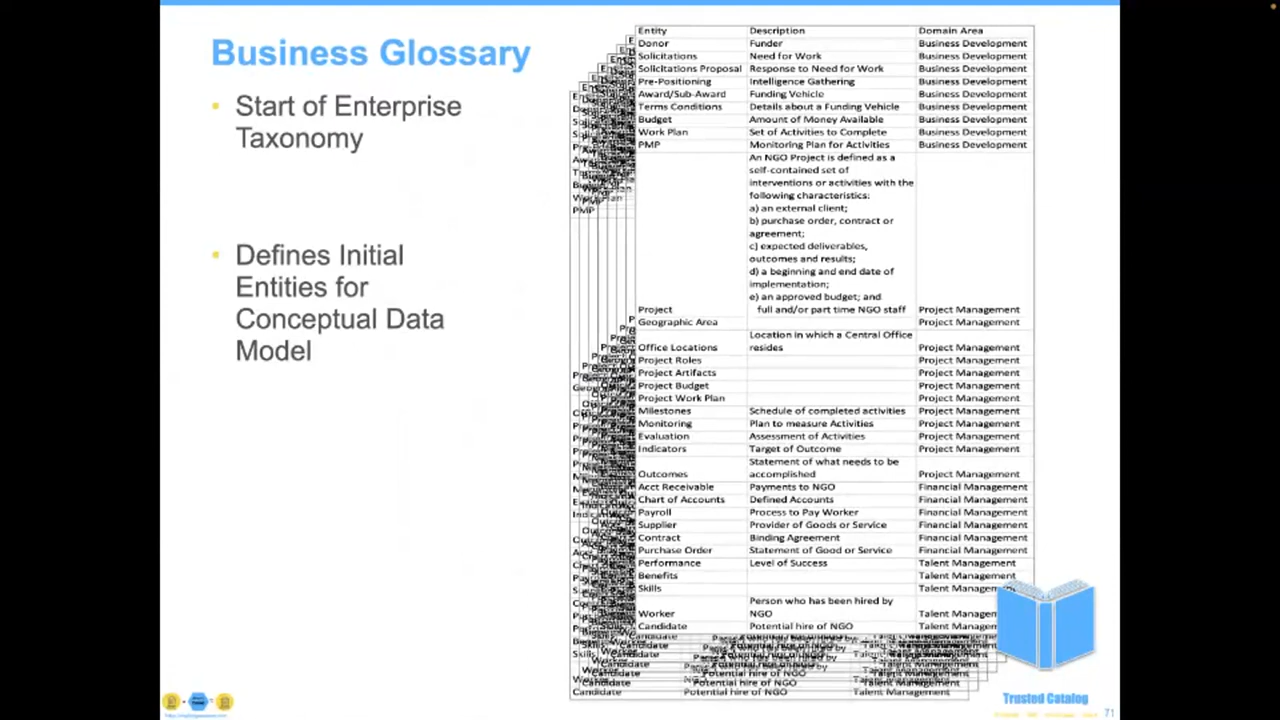 Business Glossary
Start of Enterprise
Taxonomy
Defines Initial
Entities for
Conceptual Data
Model
Entity Description Domain Area
Donor Funder Business Development
Solicitations Need for Work Business Development
Solicitations Proposal Response to Need for Work Business Development
Pre-Positioning Intelligence Gathering Business Development
Award/Sub-Award Funding Vehicle Business Development
Terms Conditions Details about a Funding Vehicle Business Development
Budget Amount of Money Available Business Development
Work Plan Set of Activities to Complete Business Development
PMP Monitoring Plan for Activities Business Development
An NGO Project is defined as a
self-contained set of
interventions or activities with the
following characteristics:
a) an external client;
b) purchase order, contract or
agreement;
c) expected deliverables,
outcomes and results;
d) a beginning and end date of
implementation;
e) an approved budget; and
Project full and/or part time NGO staff Project Management
Geographic Area Project Management
Location in which a Central Office
Office Locations resides Project Management
Project Roles Project Management
Project Artifacts Project Management
Project Budget Project Management
Project Work Plan Project Management
Milestones Schedule of completed activities Project Management
Monitoring Plan to measure Activities Project Management
Evaluation Assessment of Activities Project Management
Indicators Target of Outcome Project Management
Statement of what needs to be
Outcomes accomplished Project Management
Acct Receivable Payments to NGO Financial Management
Chart of Accounts Defined Accounts Financial Management
Payroll Process to Pay Worker Financial Management
Supplier Provider of Goods or Service Financial Management
Contract Binding Agreement Financial Management
Purchase Order Statement of Good or Service Financial Management
Performance Level of Success Talent Management
Benefits Talent Management
Skills Talent Managemen
Person who has been hired by
Worker NGO Talent Managem
Candidate Potential hire of NGO Talent Managem
Candidate Potential hire of NGO Talent Management
Trusted Catalog
71